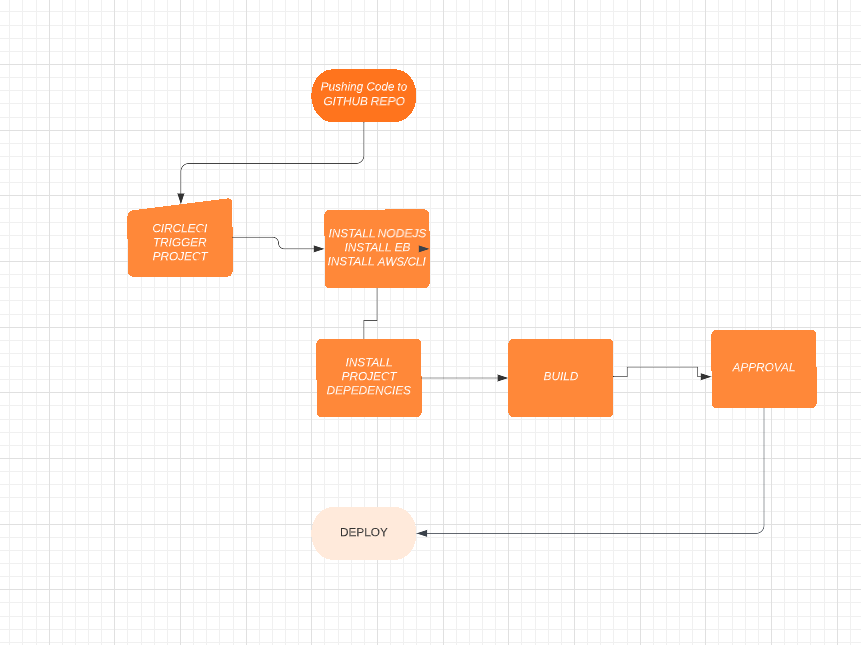 Pushing Code to
GITHUB REPO
CIRCLECI
TRIGGER
PROJECT
INSTALL NODEJS
INSTALL EB
INSTALL AWS/CLI
INSTALL
PROJECT
DEPEDENCIES
BUILD
APPROVAL
DEPLOY